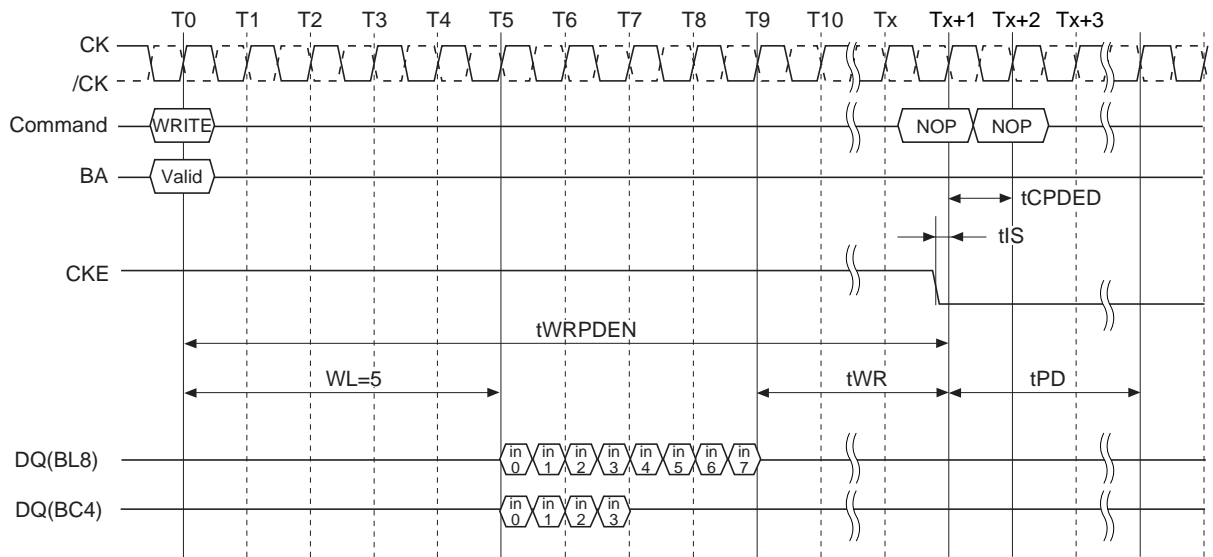 T0 T1 T2 T3 T4 T5 T6 T7 T8 T9 T10 Tx Tx+1 Tx+2 Tx+3
CK
/CK
Command WRITE NOP NOP
BA Valid
tCPDED
tIS
CKE
tWRPDEN
WL=5 tWR tPD
DQ(BL8) in 0 in 1 in 2 in 3 in 4 in 5 in 6 in 7
DQ(BC4) in 0 in 1 in 2 in 3